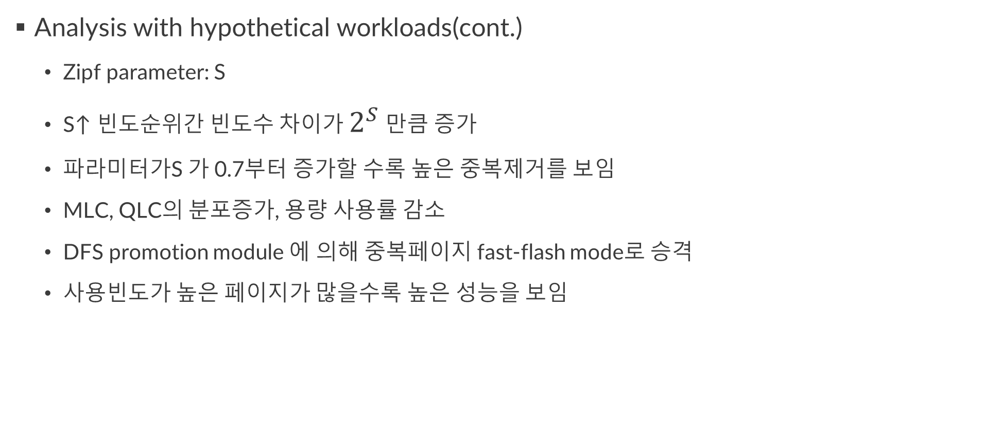 ▪ Analysis with hypothetical workloads(cont.)
• Zipf parameter: S
• S↑ 빈도순위간 빈도수 차이가 2^S 만큼 증가
• 파라미터가S 가 0.7부터 증가할 수록 높은 중복제거를 보임
• MLC, QLC의 분포증가, 용량 사용률 감소
• DFS promotion module 에 의해 중복페이지 fast-flash mode로 승격
• 사용빈도가 높은 페이지가 많을수록 높은 성능을 보임